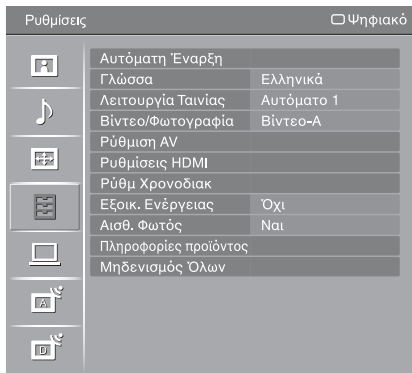 Ρυθμίσεις Ψηφιακό
Αυτόματη Έναρξη
Γλώσσα Ελληνικά
Λειτουργία Ταινίας Αυτόματο 1
Βίντεο/Φωτογραφία Βίντεο-Α
Ρύθμιση AV
Ρυθμίσεις HDMI
Ρύθμ Χρονοδιακ
Εξοικ. Ενέργειας Όχι
Αισθ. Φωτός Ναι
Πληροφορίες προϊόντος
Μηδενισμός Όλων
A
D